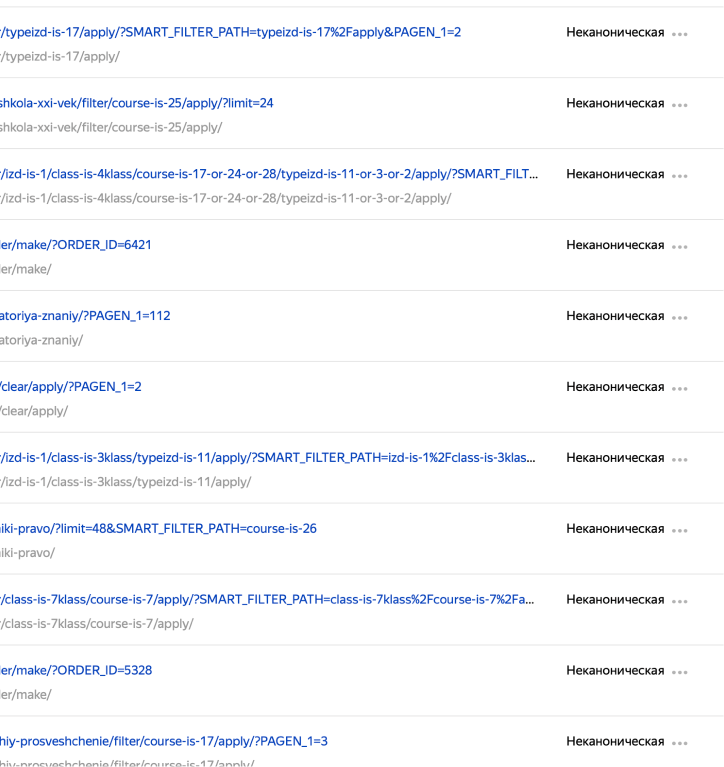 /typeizd-is-17/apply/?SMART_FILTER_PATH=typeizd-is-17%2Fapply&PAGEN_1=2 Неканоническая
/typeizd-is-17/apply/
shkola-xxi-vek/filter/course-is-25/apply/?limit=24 Неканоническая
shkola-xxi-vek/filter/course-is-25/apply/
/izd-is-1/class-is-4klass/course-is-17-or-24-or-28/typeizd-is-11-or-3-or-2/apply/?SMART_FILT... Неканоническая
/izd-is-1/class-is-4klass/course-is-17-or-24-or-28/typeizd-is-11-or-3-or-2/apply/
er/make/?ORDER_ID=6421 Неканоническая
er/make/
atoriya-znaniy/?PAGEN_1=112 Неканоническая
atoriya-znaniy/
/clear/apply/?PAGEN_1=2 Неканоническая
/clear/apply/
/izd-is-1/class-is-3klass/typeizd-is-11/apply/?SMART_FILTER_PATH=izd-is-1%2Fclass-is-3klas... Неканоническая
/izd-is-1/class-is-3klass/typeizd-is-11/apply/
iki-pravo/?limit=48&SMART_FILTER_PATH=course-is-26 Неканоническая
iki-pravo/
/class-is-7klass/course-is-7/apply/?SMART_FILTER_PATH=class-is-7klass%2Fcourse-is-7%2Fa... Неканоническая
/class-is-7klass/course-is-7/apply/
er/make/?ORDER_ID=5328 Неканоническая
er/make/
hiy-prosveshchenie/filter/course-is-17/apply/?PAGEN_1=3 Неканоническая
hiy-prosveshchenie/filter/course-is-17/apply/